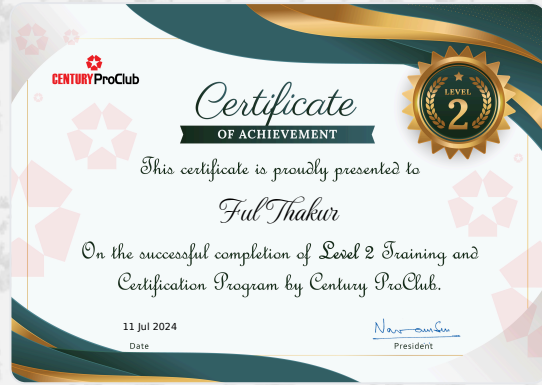 CENTURY ProClub
Certificate
OF ACHIEVEMENT
LEVEL
2
This certificate is proudly presented to
Ful Thakur
On the successful completion of Level 2 Training and
Certification Program by Century ProClub.
11 Jul 2024
Date
President